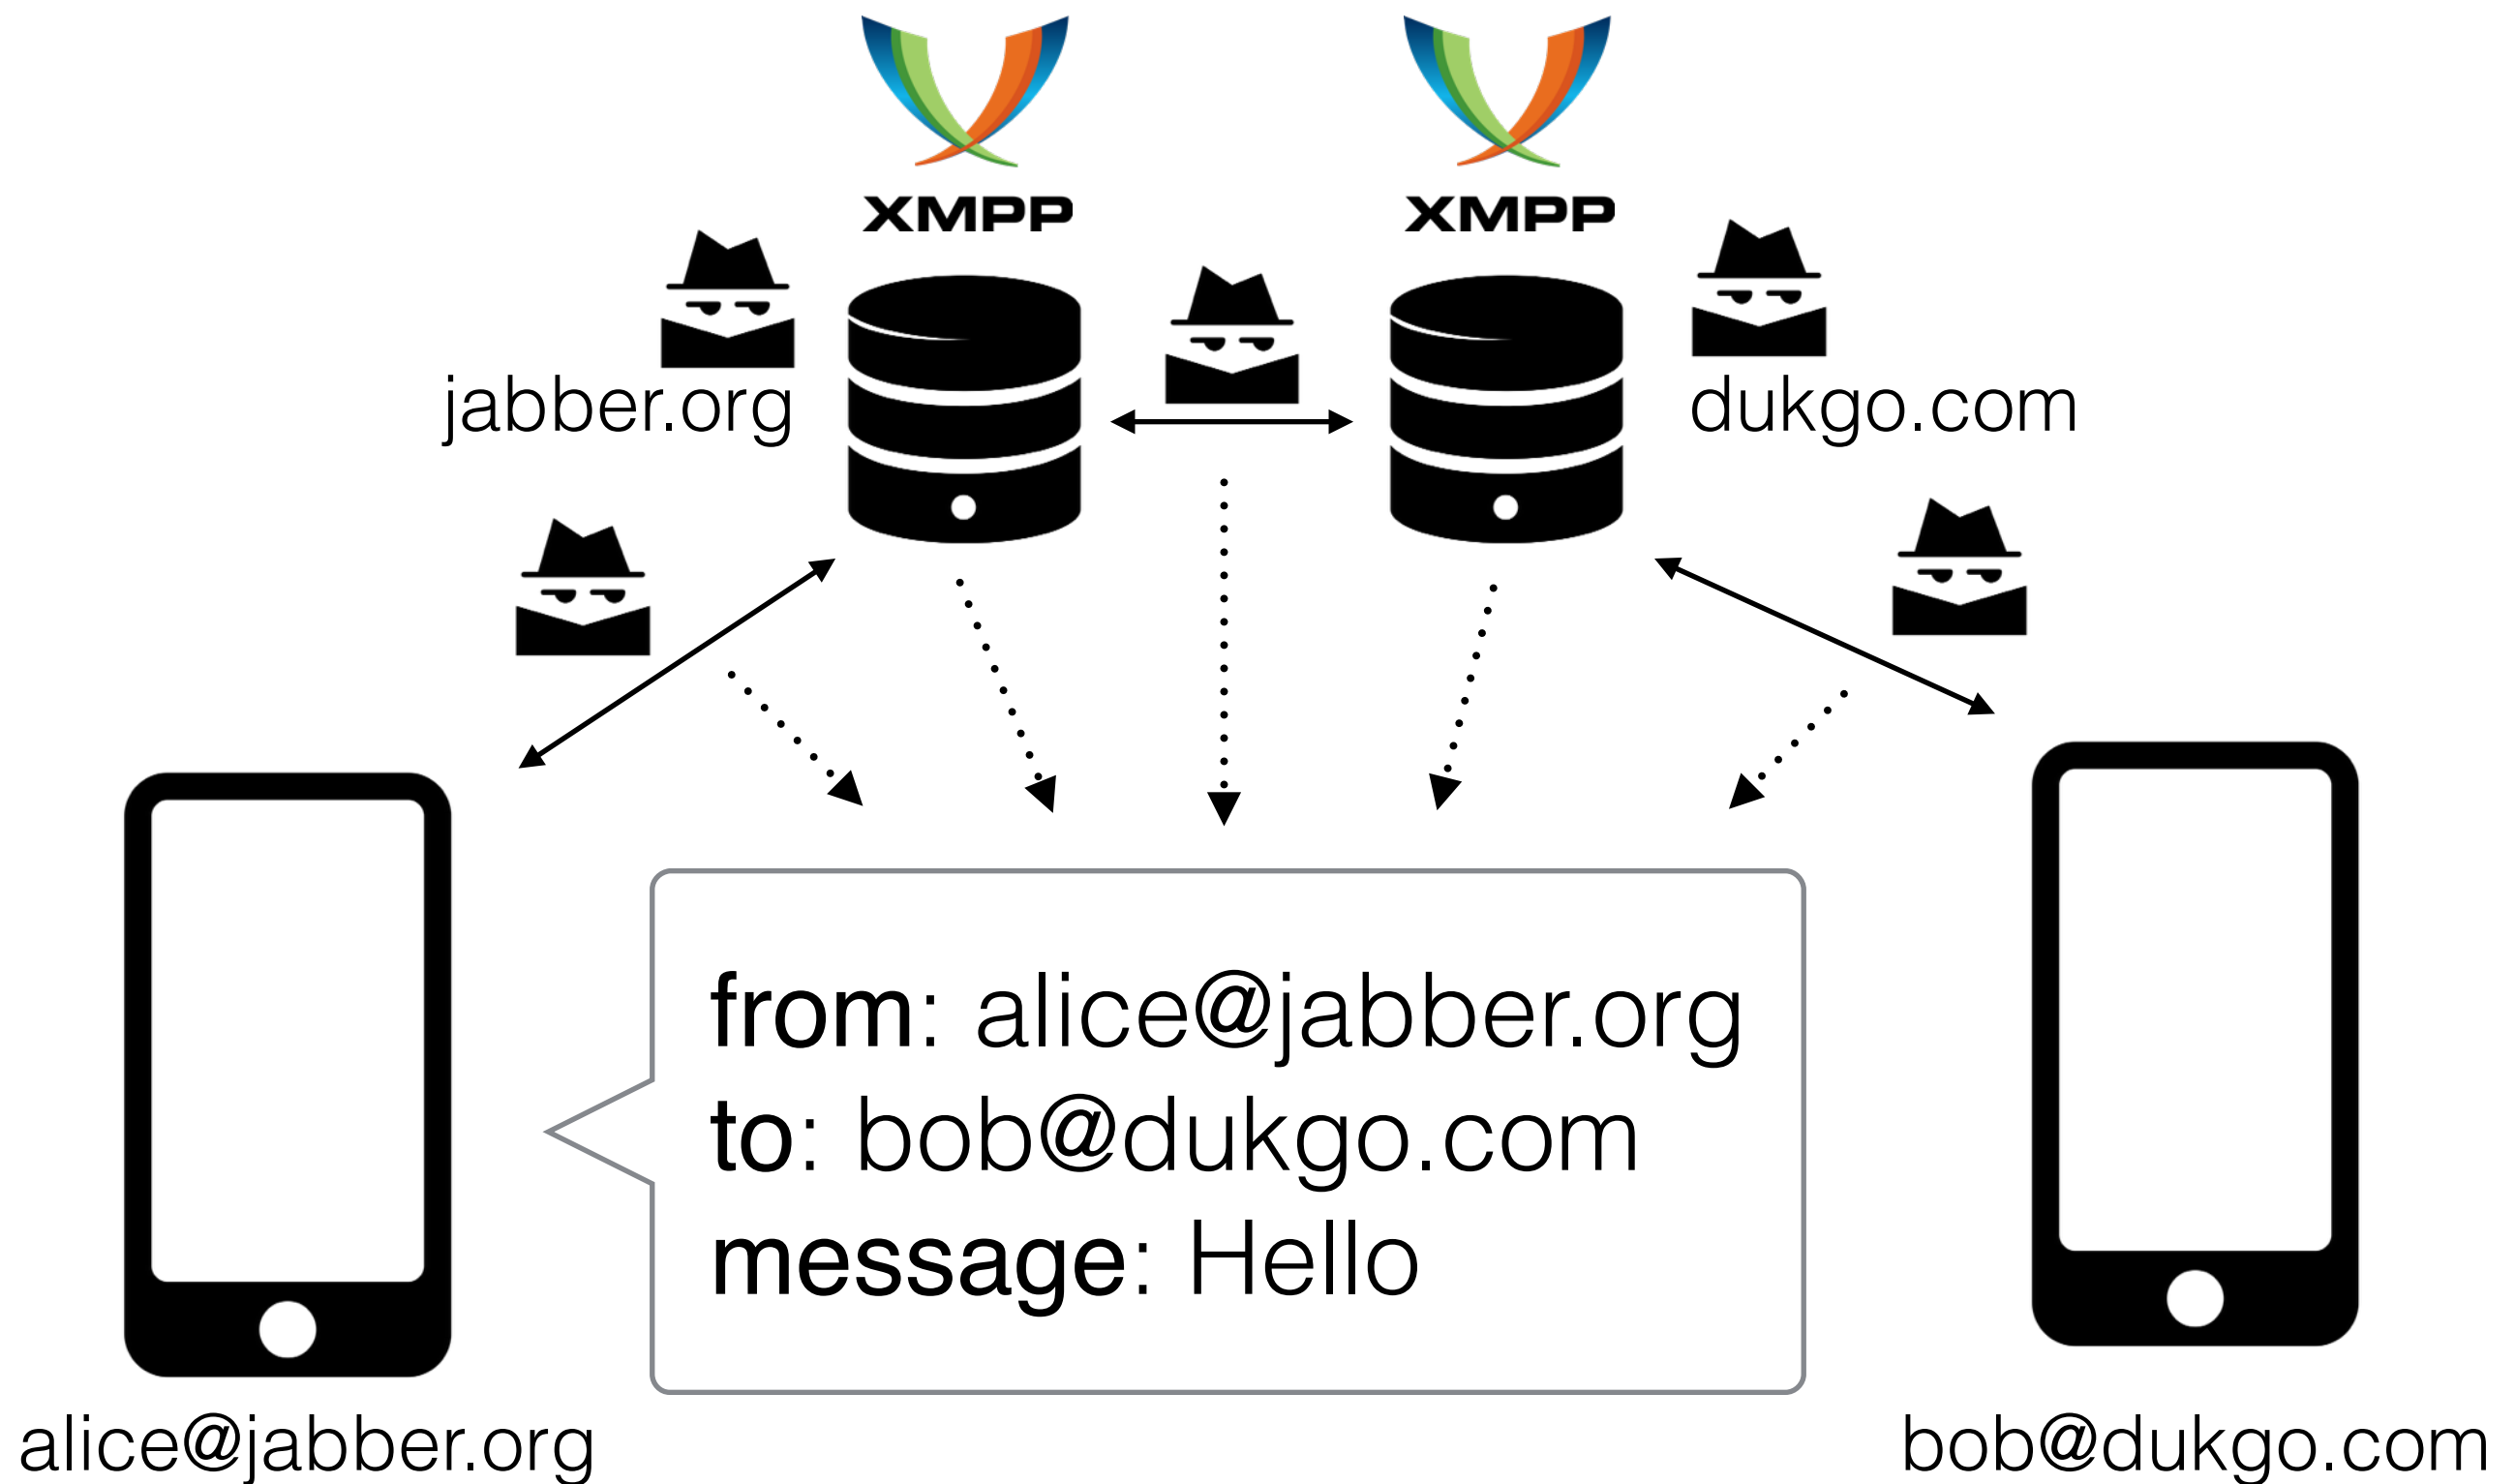 XMPP
XMPP
jabber.org
dukgo.com
from: alice@jabber.org
to: bob@dukgo.com
message: Hello
alice@jabber.org
bob@dukgo.com